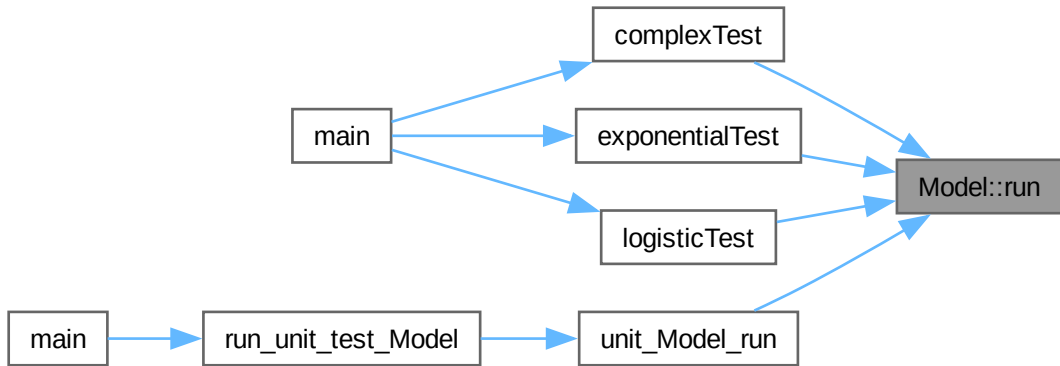 complexTest
main
exponentialTest
Model::run
logisticTest
main
run_unit_test_Model
unit_Model_run